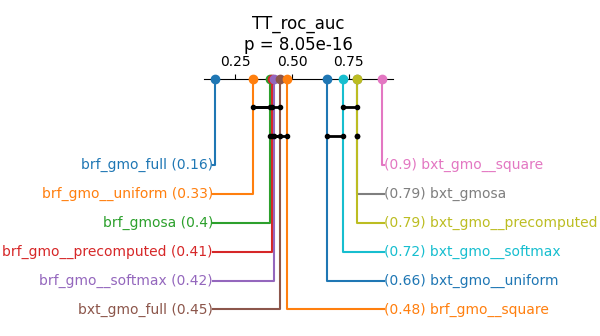 TT_roc_auc
p = 8.05e-16
0.25 0.50 0.75
brf_gmo_full (0.16)
(0.9) bxt_gmo__square
brf_gmo__uniform (0.33)
(0.79) bxt_gmosa
brf_gmosa (0.4)
(0.79) bxt_gmo__precomputed
brf_gmo__precomputed (0.41)
(0.72) bxt_gmo__softmax
brf_gmo__softmax (0.42)
(0.66) bxt_gmo__uniform
bxt_gmo_full (0.45)
(0.48) brf_gmo__square